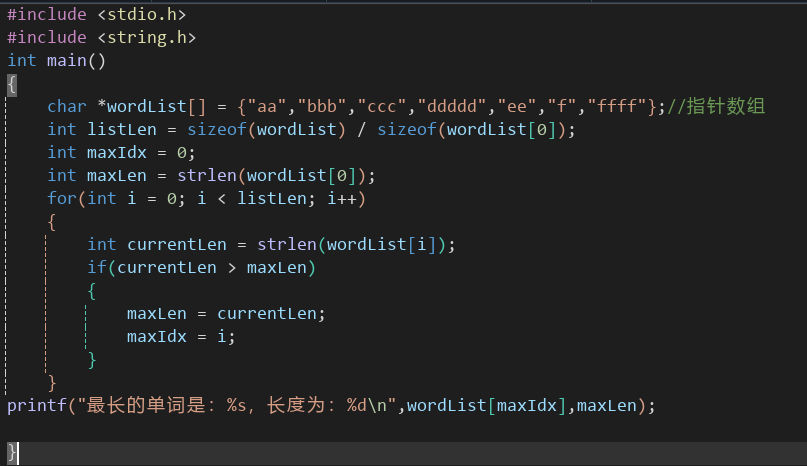 #include <stdio.h>
#include <string.h>
int main()
{
    char *wordList[] = {"aa","bbb","ccc","ddddd","ee","f","ffff"};//指针数组
    int listLen = sizeof(wordList) / sizeof(wordList[0]);
    int maxIdx = 0;
    int maxLen = strlen(wordList[0]);
    for(int i = 0; i < listLen; i++)
    {
        int currentLen = strlen(wordList[i]);
        if(currentLen > maxLen)
        {
            maxLen = currentLen;
            maxIdx = i;
        }
    }
printf("最长的单词是：%s，长度为：%d\n",wordList[maxIdx],maxLen);
}